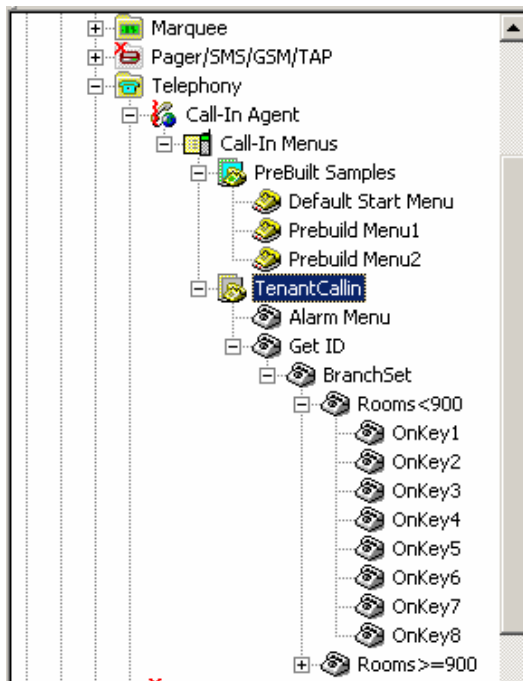 Marquee
Pager/SMS/GSM/TAP
Telephony
Call-In Agent
Call-In Menus
PreBuilt Samples
Default Start Menu
Prebuild Menu1
Prebuild Menu2
TenantCallin
Alarm Menu
Get ID
BranchSet
Rooms<900
OnKey1
OnKey2
OnKey3
OnKey4
OnKey5
OnKey6
OnKey7
OnKey8
Rooms>=900